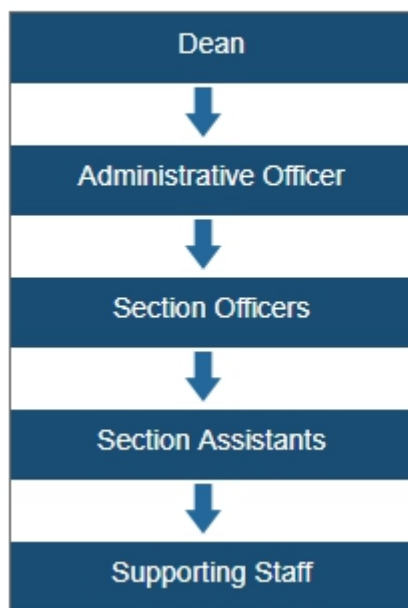 Dean
Administrative Officer
Section Officers
Section Assistants
Supporting Staff